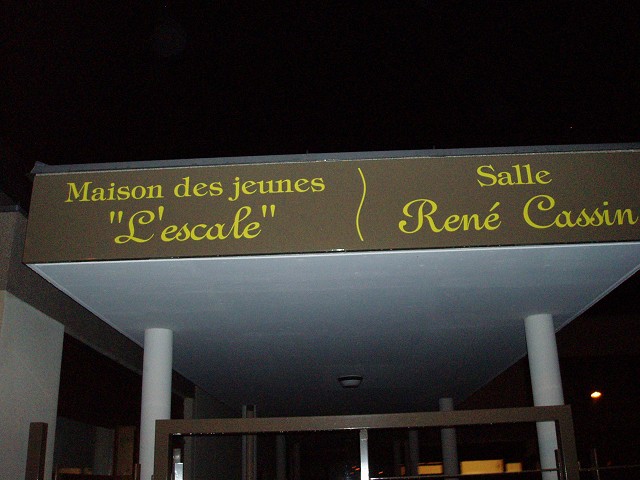 Maison des jeunes
"L'escale"
Salle
René Cassin